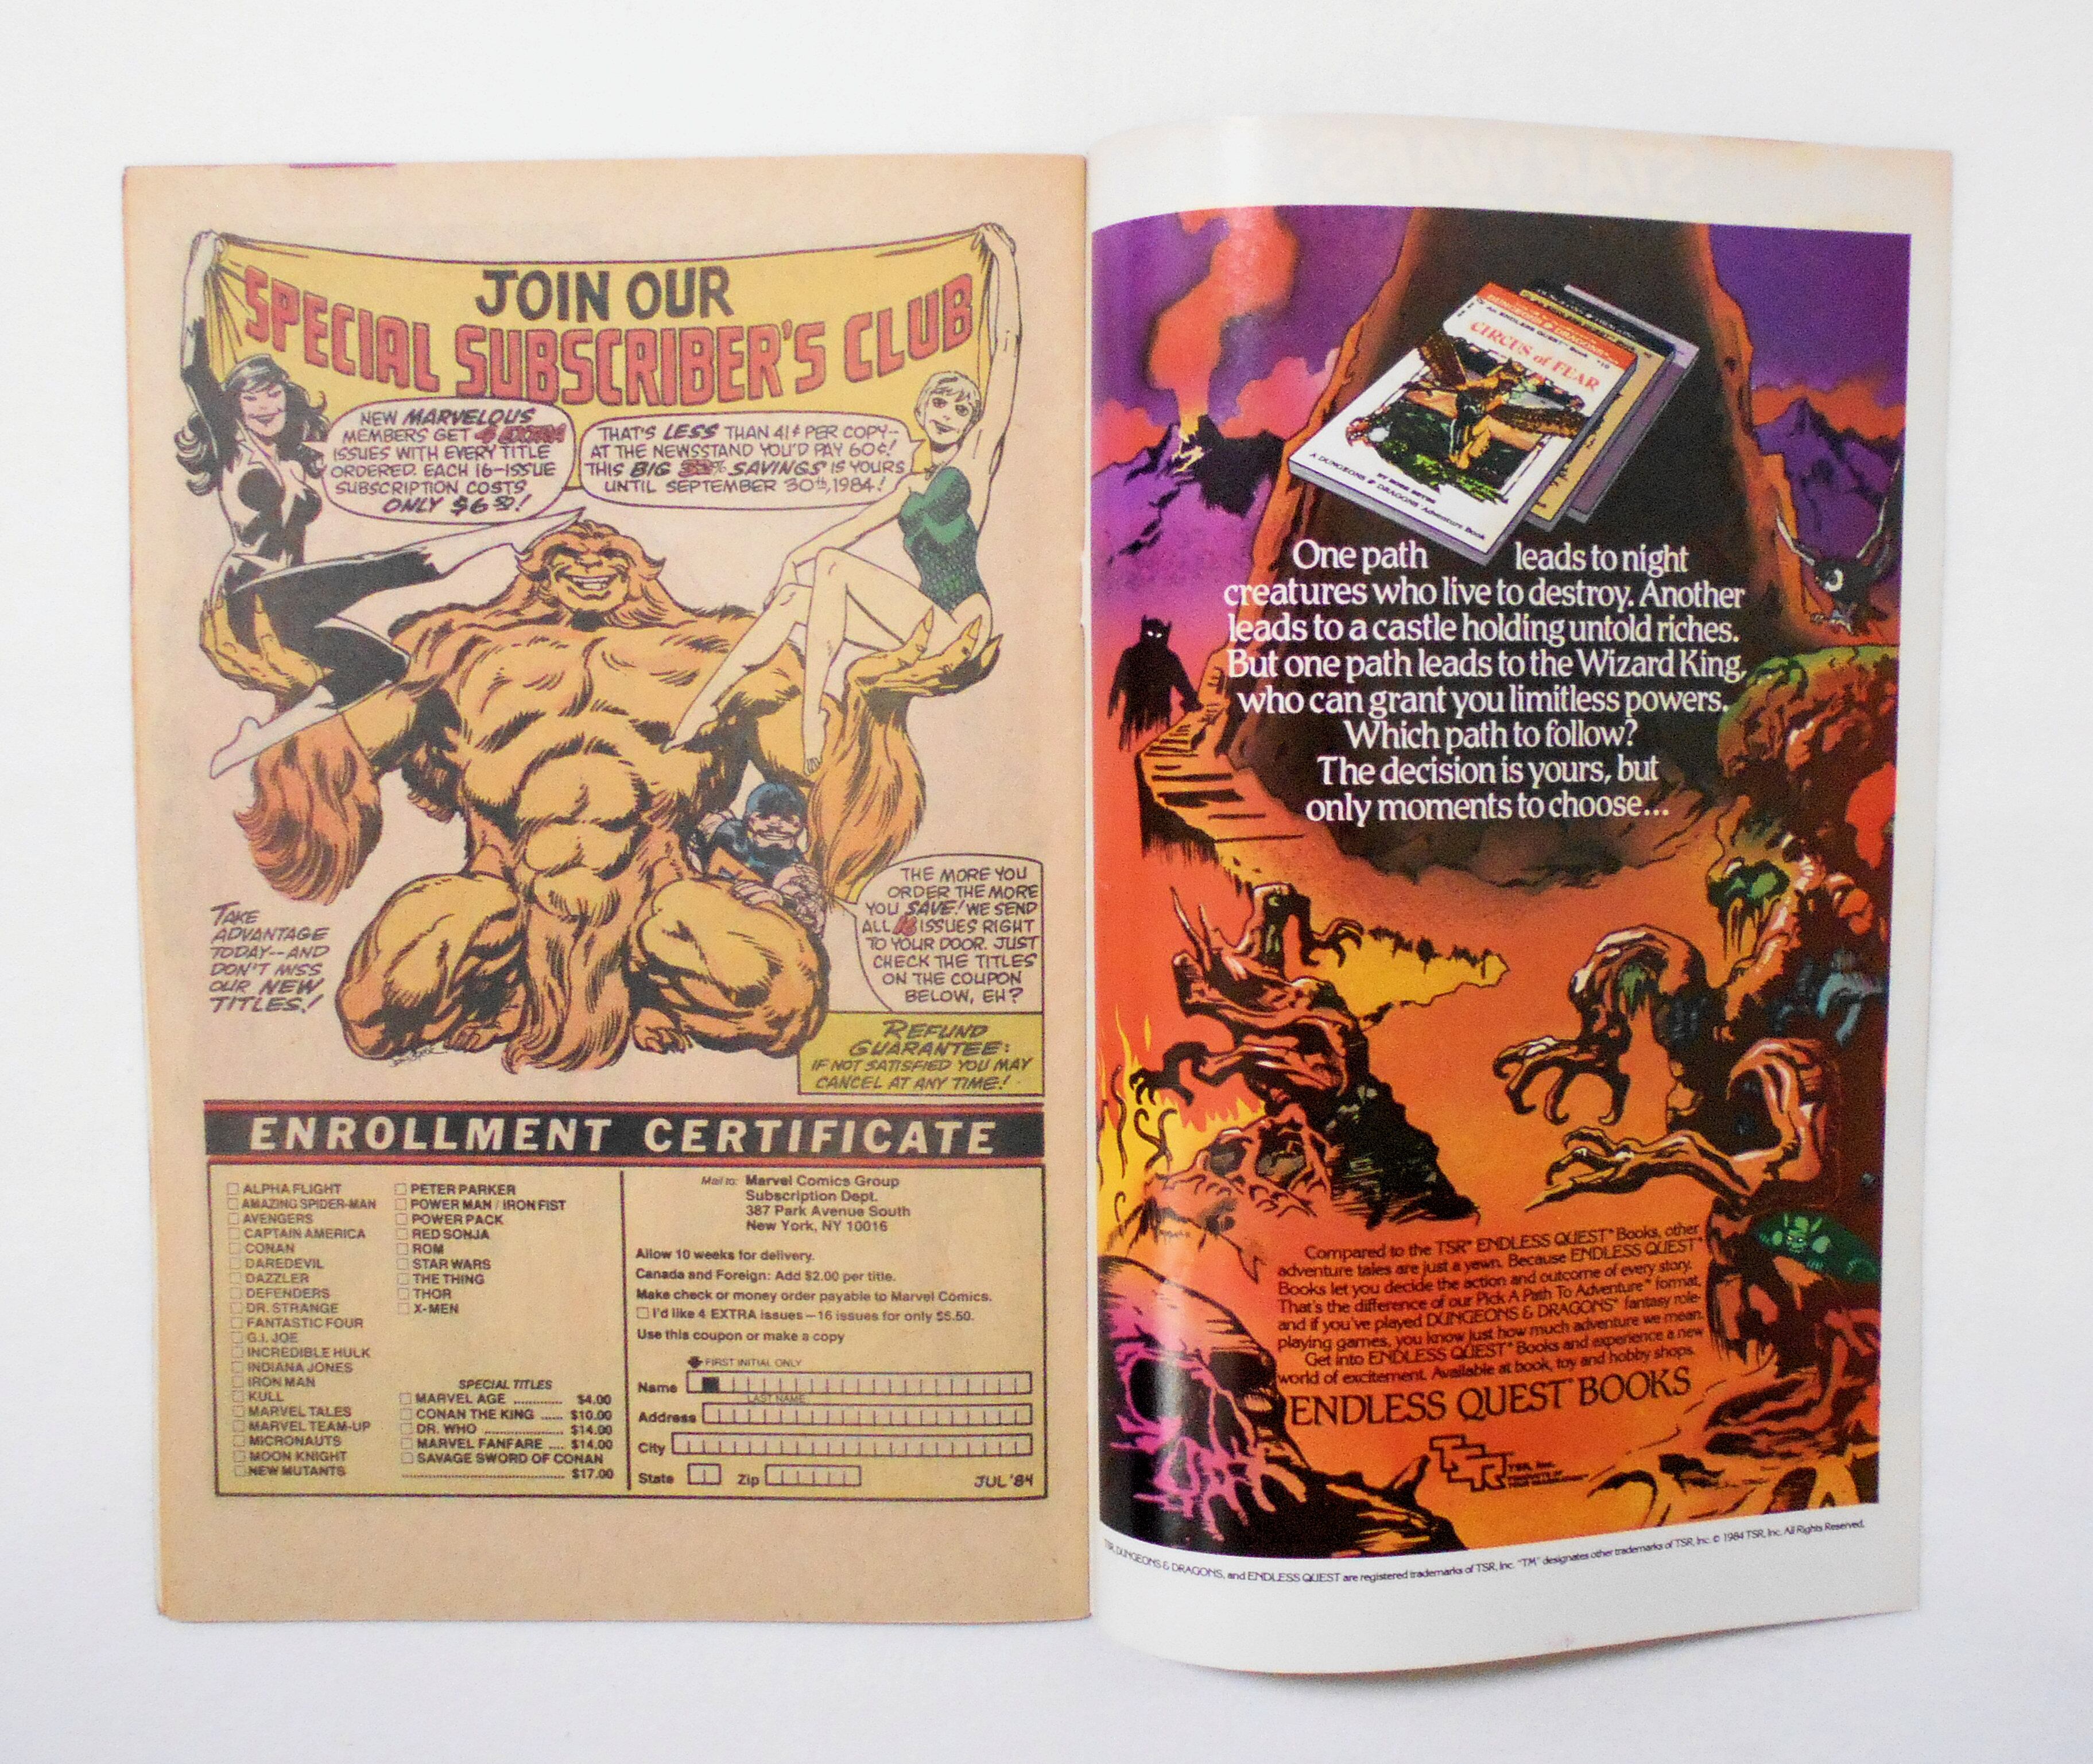 JOIN OUR
SPECIAL SUBSCRIBER'S CLUB
NEW MARVELOUS
MEMBERS GET 4 EXTRA
ISSUES WITH EVERY TITLE
ORDERED. EACH 16-ISSUE
SUBSCRIPTION COSTS
ONLY $6.50!
THAT'S LESS THAN 41¢ PER COPY--
AT THE NEWSSTAND YOU'D PAY 60¢!
THIS BIG % SAVINGS IS YOURS
UNTIL SEPTEMBER 30th, 1984!
TAKE
ADVANTAGE
TODAY--AND
DON'T MISS
OUR NEW
TITLES!
THE MORE YOU
ORDER THE MORE
YOU SAVE! WE SEND
ALL 16 ISSUES RIGHT
TO YOUR DOOR. JUST
CHECK THE TITLES
ON THE COUPON
BELOW, EH?
REFUND
GUARANTEE:
IF NOT SATISFIED YOU MAY
CANCEL AT ANY TIME!
ENROLLMENT CERTIFICATE
ALPHA FLIGHT
AMAZING SPIDER-MAN
AVENGERS
CAPTAIN AMERICA
CONAN
DAREDEVIL
DAZZLER
DEFENDERS
DR. STRANGE
FANTASTIC FOUR
G.I. JOE
INCREDIBLE HULK
INDIANA JONES
IRON MAN
KULL
MARVEL TALES
MARVEL TEAM-UP
MICRONAUTS
MOON KNIGHT
NEW MUTANTS
PETER PARKER
POWER MAN / IRON FIST
POWER PACK
RED SONJA
ROM
STAR WARS
THE THING
THOR
X-MEN
SPECIAL TITLES
MARVEL AGE ........... $4.00
CONAN THE KING ..... $10.00
DR. WHO .................. $14.00
MARVEL FANFARE .... $14.00
SAVAGE SWORD OF CONAN
.................................... $17.00
Mail to: Marvel Comics Group
Subscription Dept.
387 Park Avenue South
New York, NY 10016
Allow 10 weeks for delivery.
Canada and Foreign: Add $2.00 per title.
Make check or money order payable to Marvel Comics.
I'd like 4 EXTRA issues—16 issues for only $5.50.
Use this coupon or make a copy
FIRST INITIAL ONLY
Name
LAST NAME
Address
City
State Zip
JUL '84
DUNGEONS & DRAGONS
AN ENDLESS QUEST Book
CIRCUS of FEAR
A DUNGEONS & DRAGONS Adventure Book
One path leads to night
creatures who live to destroy. Another
leads to a castle holding untold riches.
But one path leads to the Wizard King,
who can grant you limitless powers.
Which path to follow?
The decision is yours, but
only moments to choose...
Compared to the TSR® ENDLESS QUEST® Books, other
adventure tales are just a yawn. Because ENDLESS QUEST®
Books let you decide the action and outcome of every story.
That's the difference of our Pick A Path To Adventure™ format,
and if you've played DUNGEONS & DRAGONS® fantasy role-
playing games, you know just how much adventure we mean.
Get into ENDLESS QUEST® Books and experience a new
world of excitement. Available at book, toy and hobby shops.
ENDLESS QUEST BOOKS
TSR, Inc.
TSR, DUNGEONS & DRAGONS, and ENDLESS QUEST are registered trademarks of TSR, Inc. "TM" designates other trademarks of TSR, Inc. © 1984 TSR, Inc. All Rights Reserved.